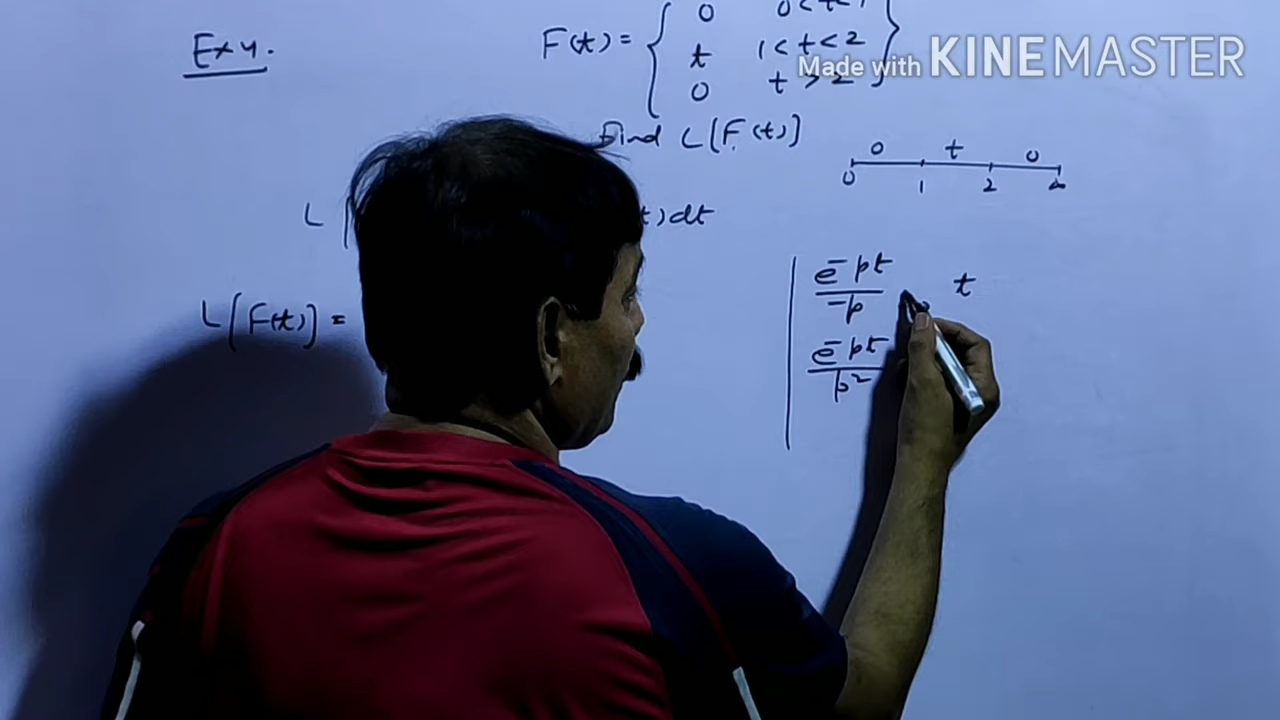 Ex 4.
F(t) = { 0 0<t<1
t 1<t<2
0 t>2 }
Made with KINEMASTER
Find L[F(t)]
0 t 0
0 1 2
L t)dt
e^-pt / -p t
L[F(t)] =
e^-pt / p²